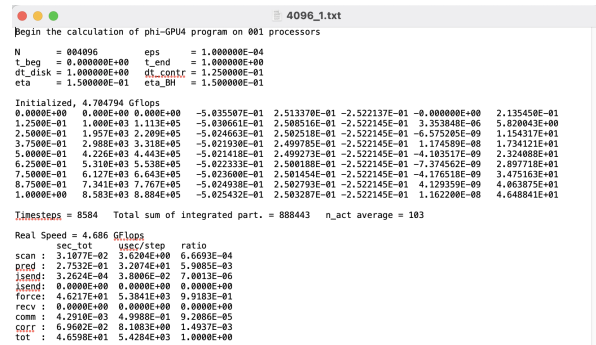 4096_1.txt
Begin the calculation of phi-GPU4 program on 001 processors
N       = 004096       eps      = 1.000000E-04
t_beg   = 0.000000E+00  t_end    = 1.000000E+00
dt_disk = 1.000000E+00  dt_contr = 1.250000E-01
eta     = 1.500000E-01  eta_BH   = 1.500000E-01
Initialized, 4.704794 Gflops
0.0000E+00   0.000E+00 0.000E+00   -5.035507E-01  2.513370E-01 -2.522137E-01 -0.000000E+00   2.135450E-01
1.2500E-01   1.000E+03 1.113E+05   -5.030661E-01  2.508516E-01 -2.522145E-01  3.353848E-06   5.820043E+00
2.5000E-01   1.957E+03 2.209E+05   -5.024663E-01  2.502518E-01 -2.522145E-01 -6.575205E-09   1.154317E+01
3.7500E-01   2.988E+03 3.318E+05   -5.021930E-01  2.499785E-01 -2.522145E-01  1.174589E-08   1.734121E+01
5.0000E-01   4.226E+03 4.443E+05   -5.021418E-01  2.499273E-01 -2.522145E-01 -4.103517E-09   2.324088E+01
6.2500E-01   5.310E+03 5.538E+05   -5.022333E-01  2.500188E-01 -2.522145E-01 -7.374562E-09   2.897718E+01
7.5000E-01   6.127E+03 6.643E+05   -5.023600E-01  2.501454E-01 -2.522145E-01 -4.176518E-09   3.475163E+01
8.7500E-01   7.341E+03 7.767E+05   -5.024938E-01  2.502793E-01 -2.522145E-01  4.129359E-09   4.063875E+01
1.0000E+00   8.583E+03 8.884E+05   -5.025432E-01  2.503287E-01 -2.522145E-01  1.162200E-08   4.648841E+01
Timesteps = 8584   Total sum of integrated part. = 888443   n_act average = 103
Real Speed = 4.686 GFlops
sec_tot     usec/step   ratio
scan :  3.1077E-02  3.6204E+00  6.6693E-04
pred :  2.7532E-01  3.2074E+01  5.9085E-03
jsend:  3.2624E-04  3.8006E-02  7.0013E-06
isend:  0.0000E+00  0.0000E+00  0.0000E+00
force:  4.6217E+01  5.3841E+03  9.9183E-01
recv :  0.0000E+00  0.0000E+00  0.0000E+00
comm :  4.2910E-03  4.9988E-01  9.2086E-05
corr :  6.9602E-02  8.1083E+00  1.4937E-03
tot  :  4.6598E+01  5.4284E+03  1.0000E+00